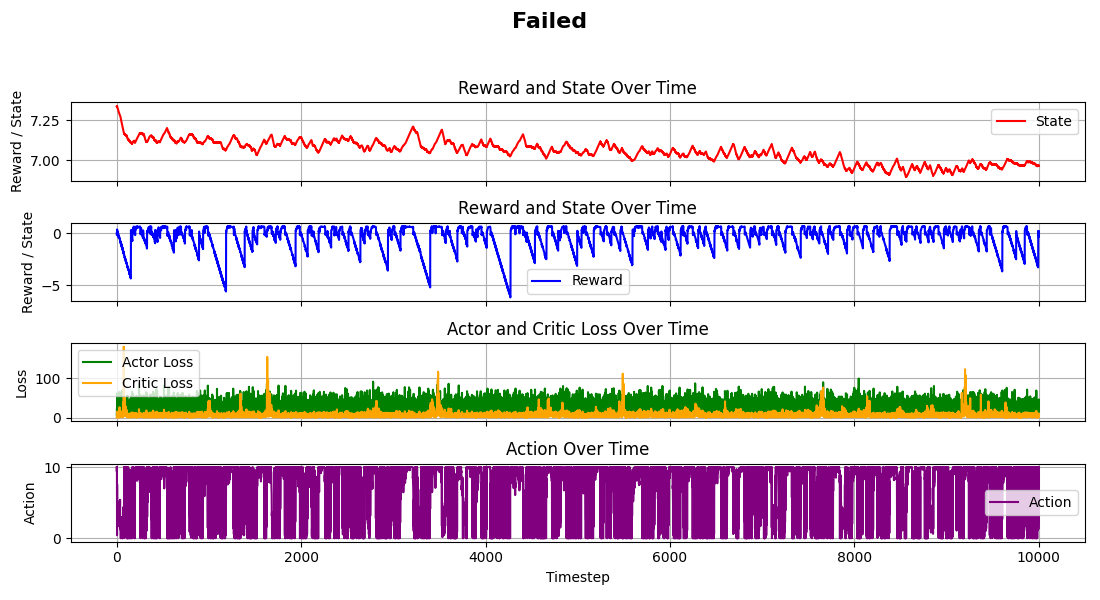 Failed
Reward and State Over Time
Reward / State
7.25
7.00
State
Reward and State Over Time
Reward / State
0
−5
Reward
Actor and Critic Loss Over Time
Loss
100
0
Actor Loss
Critic Loss
Action Over Time
Action
10
0
Action
0 2000 4000 6000 8000 10000
Timestep